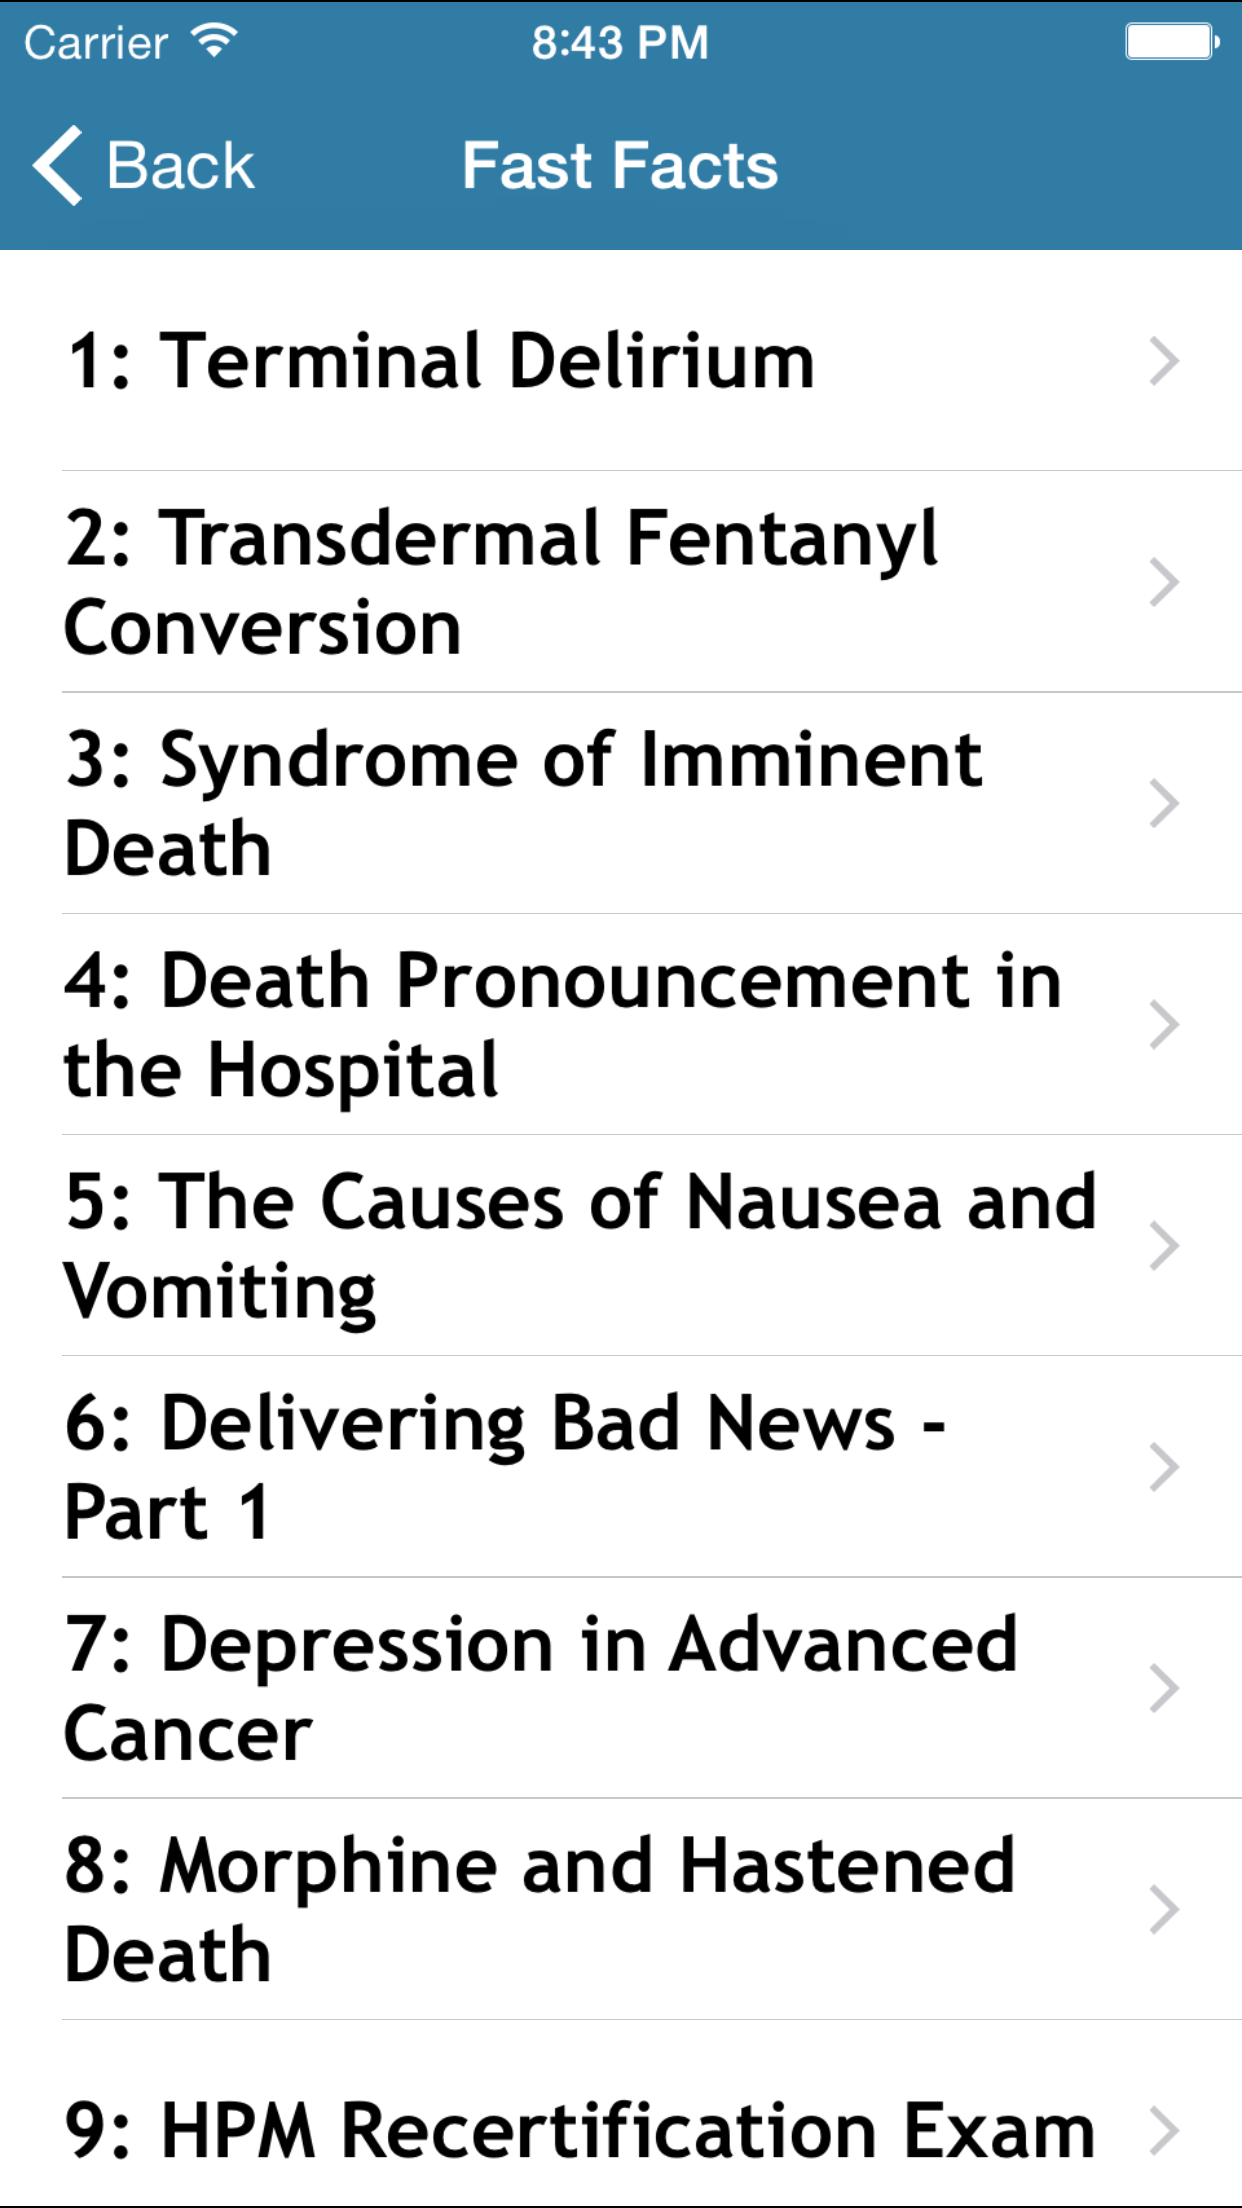 Carrier 8:43 PM
Back Fast Facts
1: Terminal Delirium
2: Transdermal Fentanyl
Conversion
3: Syndrome of Imminent
Death
4: Death Pronouncement in
the Hospital
5: The Causes of Nausea and
Vomiting
6: Delivering Bad News -
Part 1
7: Depression in Advanced
Cancer
8: Morphine and Hastened
Death
9: HPM Recertification Exam